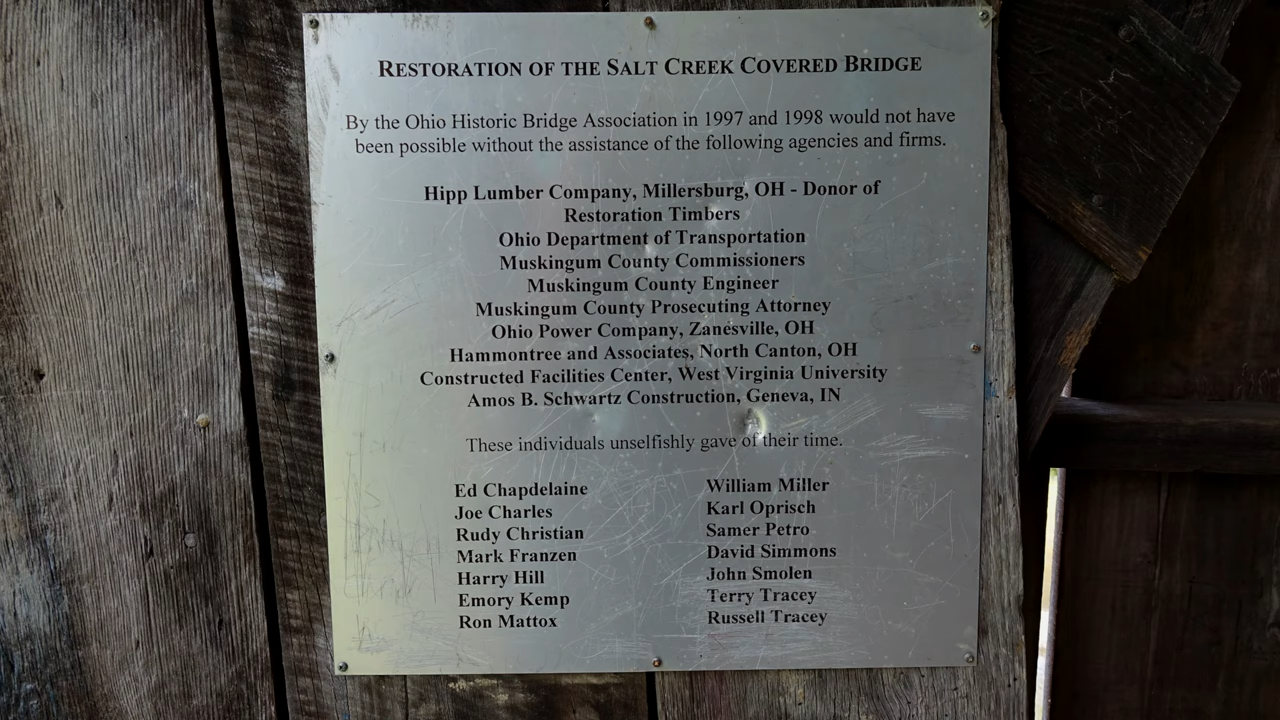 RESTORATION OF THE SALT CREEK COVERED BRIDGE
By the Ohio Historic Bridge Association in 1997 and 1998 would not have
been possible without the assistance of the following agencies and firms.
Hipp Lumber Company, Millersburg, OH - Donor of
Restoration Timbers
Ohio Department of Transportation
Muskingum County Commissioners
Muskingum County Engineer
Muskingum County Prosecuting Attorney
Ohio Power Company, Zanesville, OH
Hammontree and Associates, North Canton, OH
Constructed Facilities Center, West Virginia University
Amos B. Schwartz Construction, Geneva, IN
These individuals unselfishly gave of their time.
Ed Chapdelaine
Joe Charles
Rudy Christian
Mark Franzen
Harry Hill
Emory Kemp
Ron Mattox
William Miller
Karl Oprisch
Samer Petro
David Simmons
John Smolen
Terry Tracey
Russell Tracey